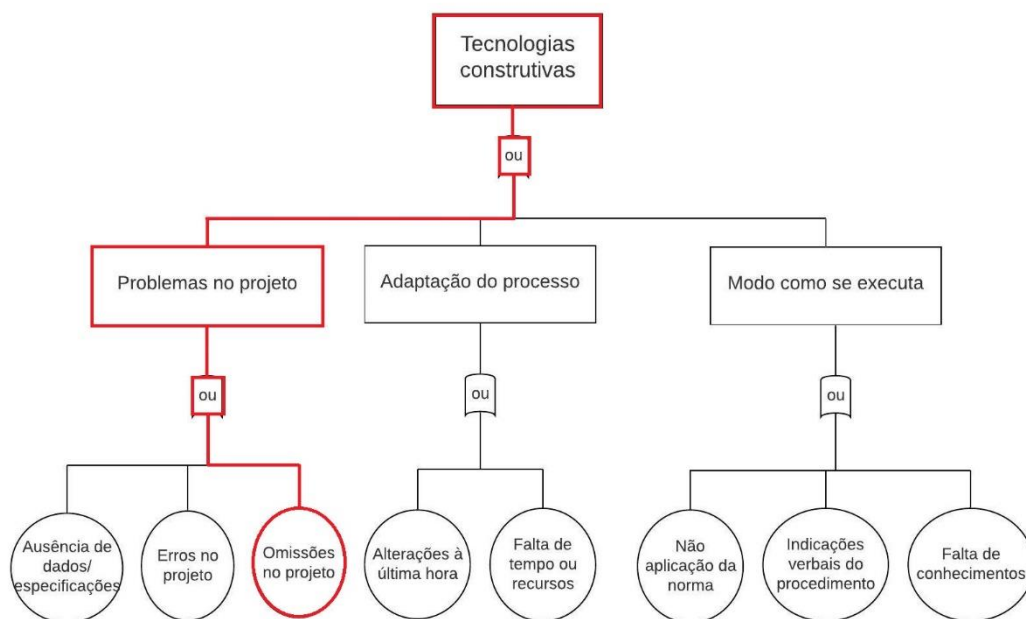 Tecnologias
construtivas
ou
Problemas no projeto
Adaptação do processo
Modo como se executa
ou
ou
ou
Ausência de
dados/
especificações
Erros no
projeto
Omissões
no projeto
Alterações à
última hora
Falta de
tempo ou
recursos
Não
aplicação da
norma
Indicações
verbais do
procedimento
Falta de
conhecimentos